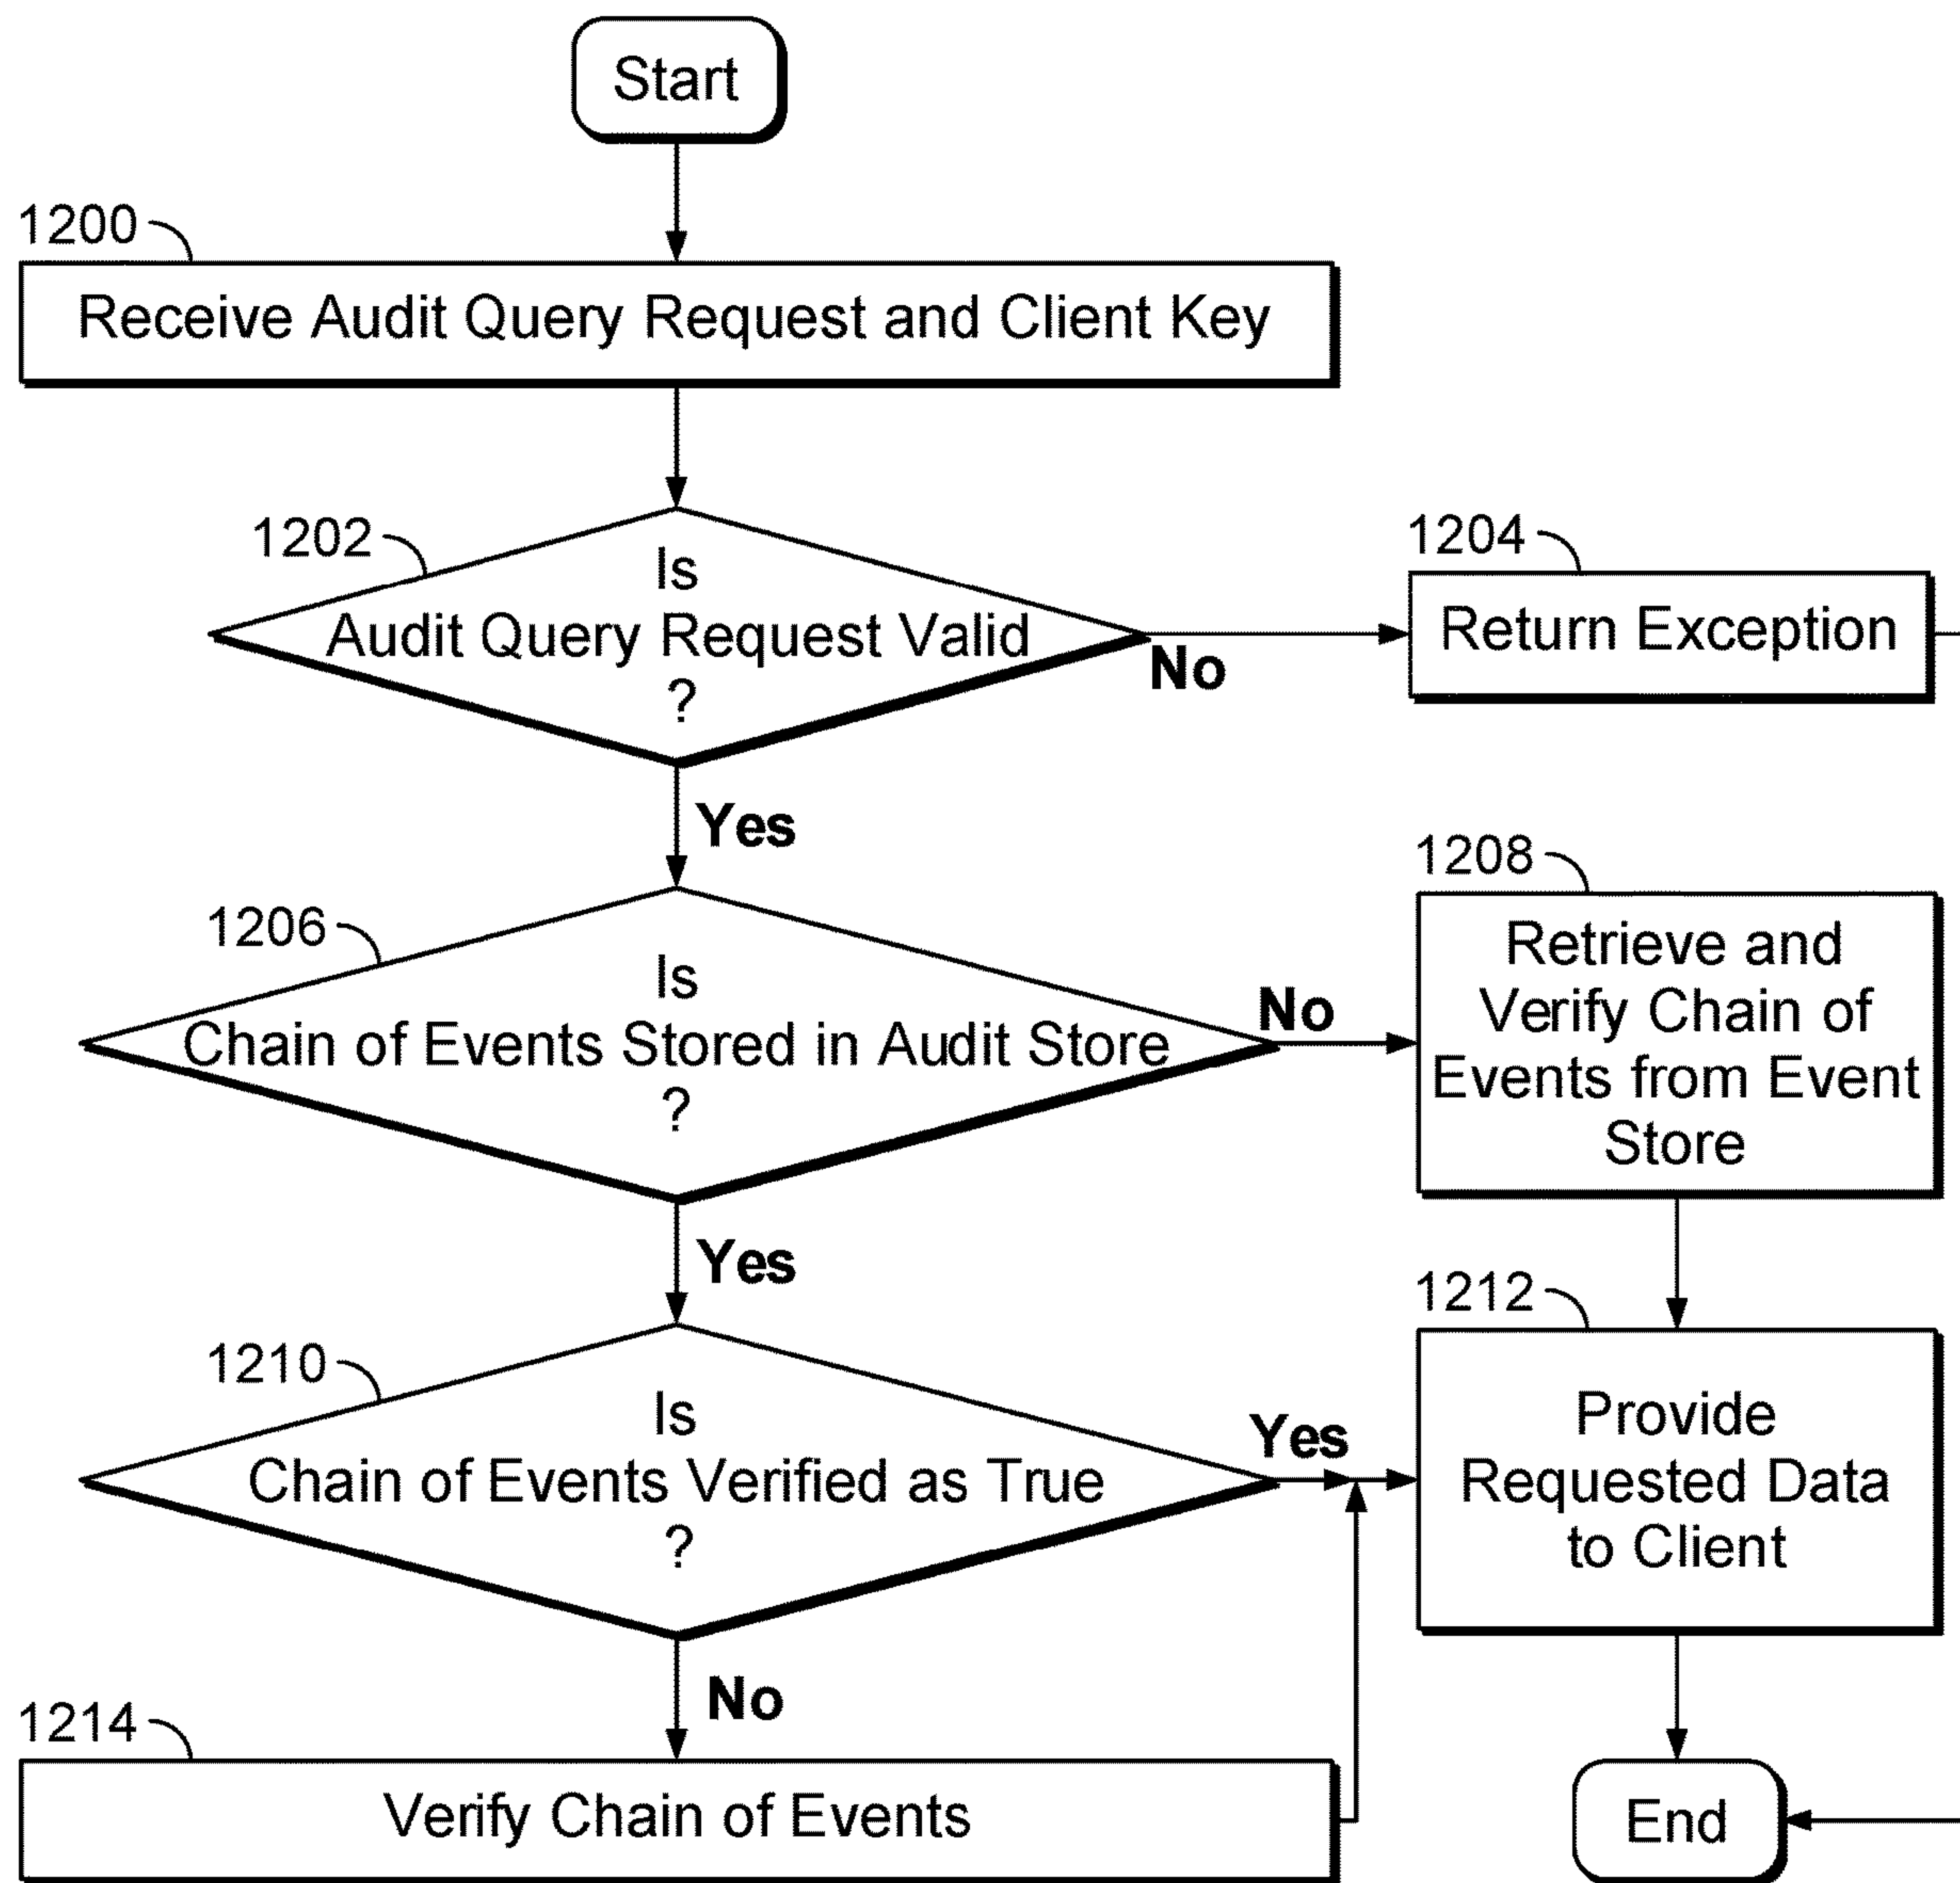 Start
1200
Receive Audit Query Request and Client Key
1202
Is
Audit Query Request Valid
?
No
1204
Return Exception
Yes
1206
Is
Chain of Events Stored in Audit Store
?
No
1208
Retrieve and
Verify Chain of
Events from Event
Store
Yes
1210
Is
Chain of Events Verified as True
?
Yes
1212
Provide
Requested Data
to Client
No
1214
Verify Chain of Events
End